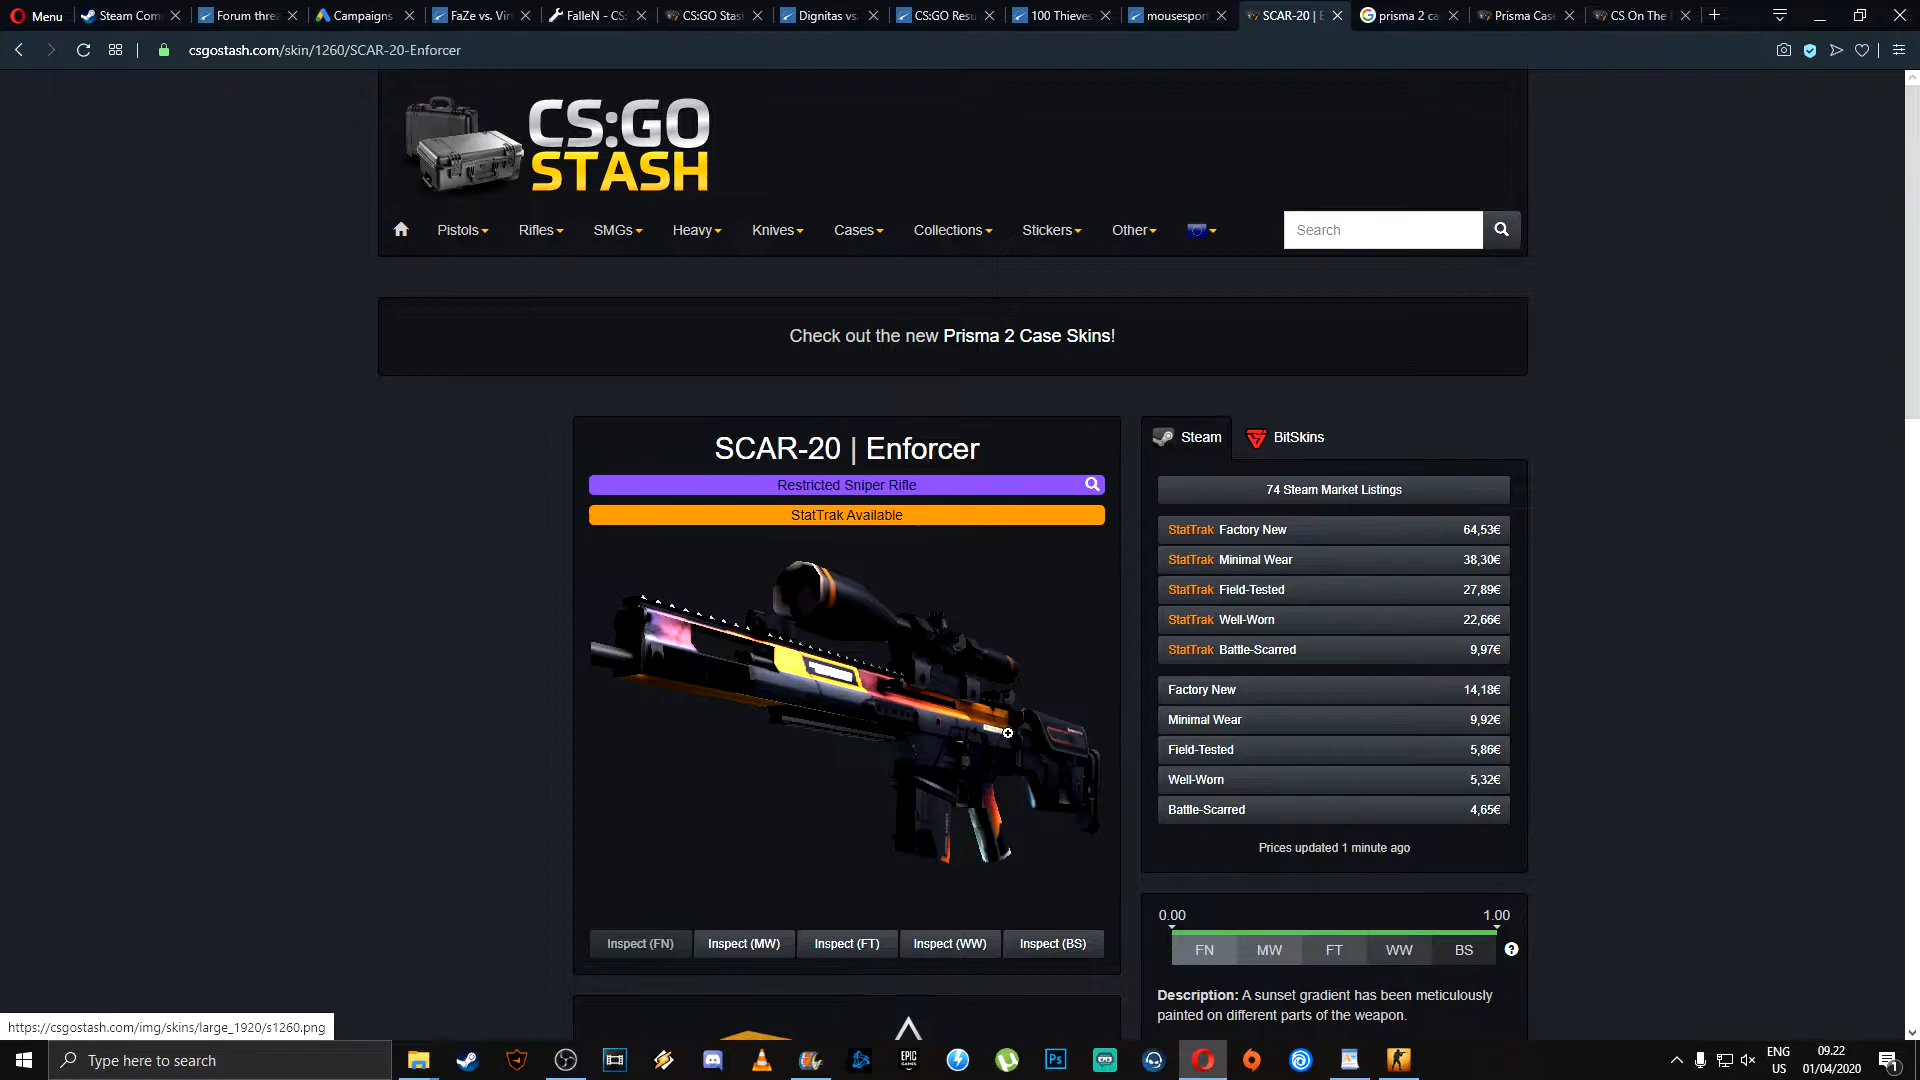 Menu
Steam Com
Forum thre
Campaigns
FaZe vs. Vir
FalleN - CS:
CS:GO Stas
Dignitas vs.
CS:GO Resu
100 Thieves
mousesport
SCAR-20 | E
prisma 2 ca
Prisma Cas
CS On The
csgostash.com/skin/1260/SCAR-20-Enforcer
CS:GO
STASH
Pistols
Rifles
SMGs
Heavy
Knives
Cases
Collections
Stickers
Other
Search
Check out the new Prisma 2 Case Skins!
SCAR-20 | Enforcer
Restricted Sniper Rifle
StatTrak Available
Inspect (FN)
Inspect (MW)
Inspect (FT)
Inspect (WW)
Inspect (BS)
Steam
BitSkins
74 Steam Market Listings
StatTrak Factory New 64,53€
StatTrak Minimal Wear 38,30€
StatTrak Field-Tested 27,89€
StatTrak Well-Worn 22,66€
StatTrak Battle-Scarred 9,97€
Factory New 14,18€
Minimal Wear 9,92€
Field-Tested 5,86€
Well-Worn 5,32€
Battle-Scarred 4,65€
Prices updated 1 minute ago
0.00 1.00
FN MW FT WW BS
Description: A sunset gradient has been meticulously
painted on different parts of the weapon.
https://csgostash.com/img/skins/large_1920/s1260.png
Type here to search
EPIC
GAMES
Ps
ENG
US
09.22
01/04/2020
1